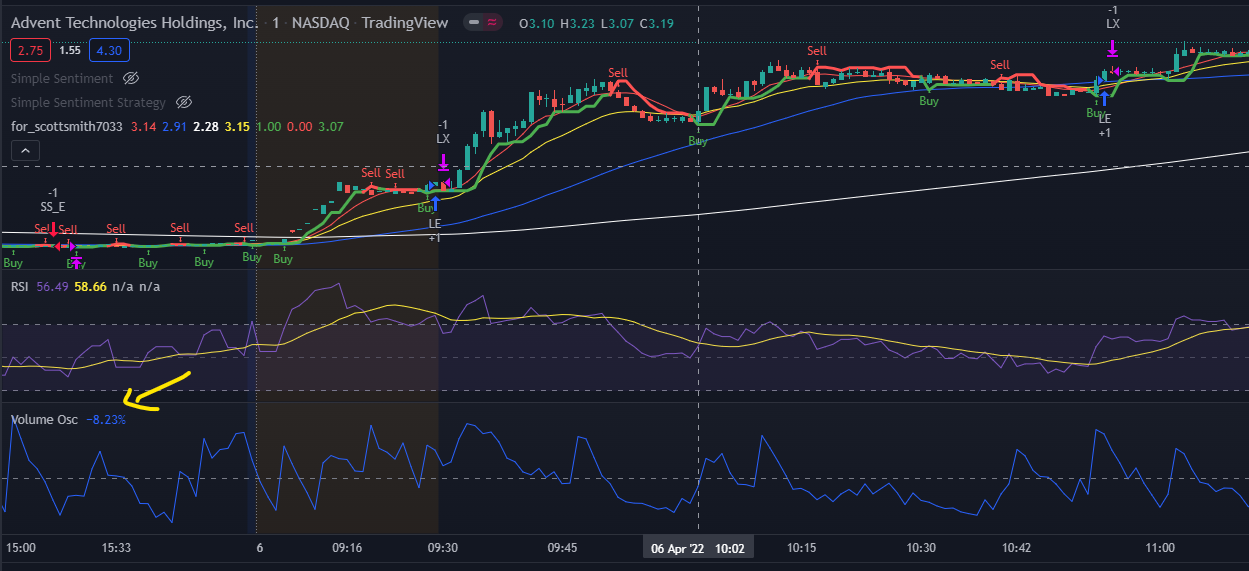 Advent Technologies Holdings, Inc. · 1 · NASDAQ · TradingView O3.10 H3.23 L3.07 C3.19
2.75 1.55 4.30
Simple Sentiment
Simple Sentiment Strategy
for_scottsmith7033 3.14 2.91 2.28 3.15 1.00 0.00 3.07
-1
SS_E
Sell Sell Sell Sell Sell
Buy Buy Buy Buy Buy Buy
Sell Sell
-1
LX
Buy
LE
+1
Sell
Buy
Sell
Buy
Sell
-1
LX
Buy
LE
+1
RSI 56.49 58.66 n/a n/a
Volume Osc −8.23%
15:00 15:33 6 09:16 09:30 09:45 06 Apr '22 10:02 10:15 10:30 10:42 11:00